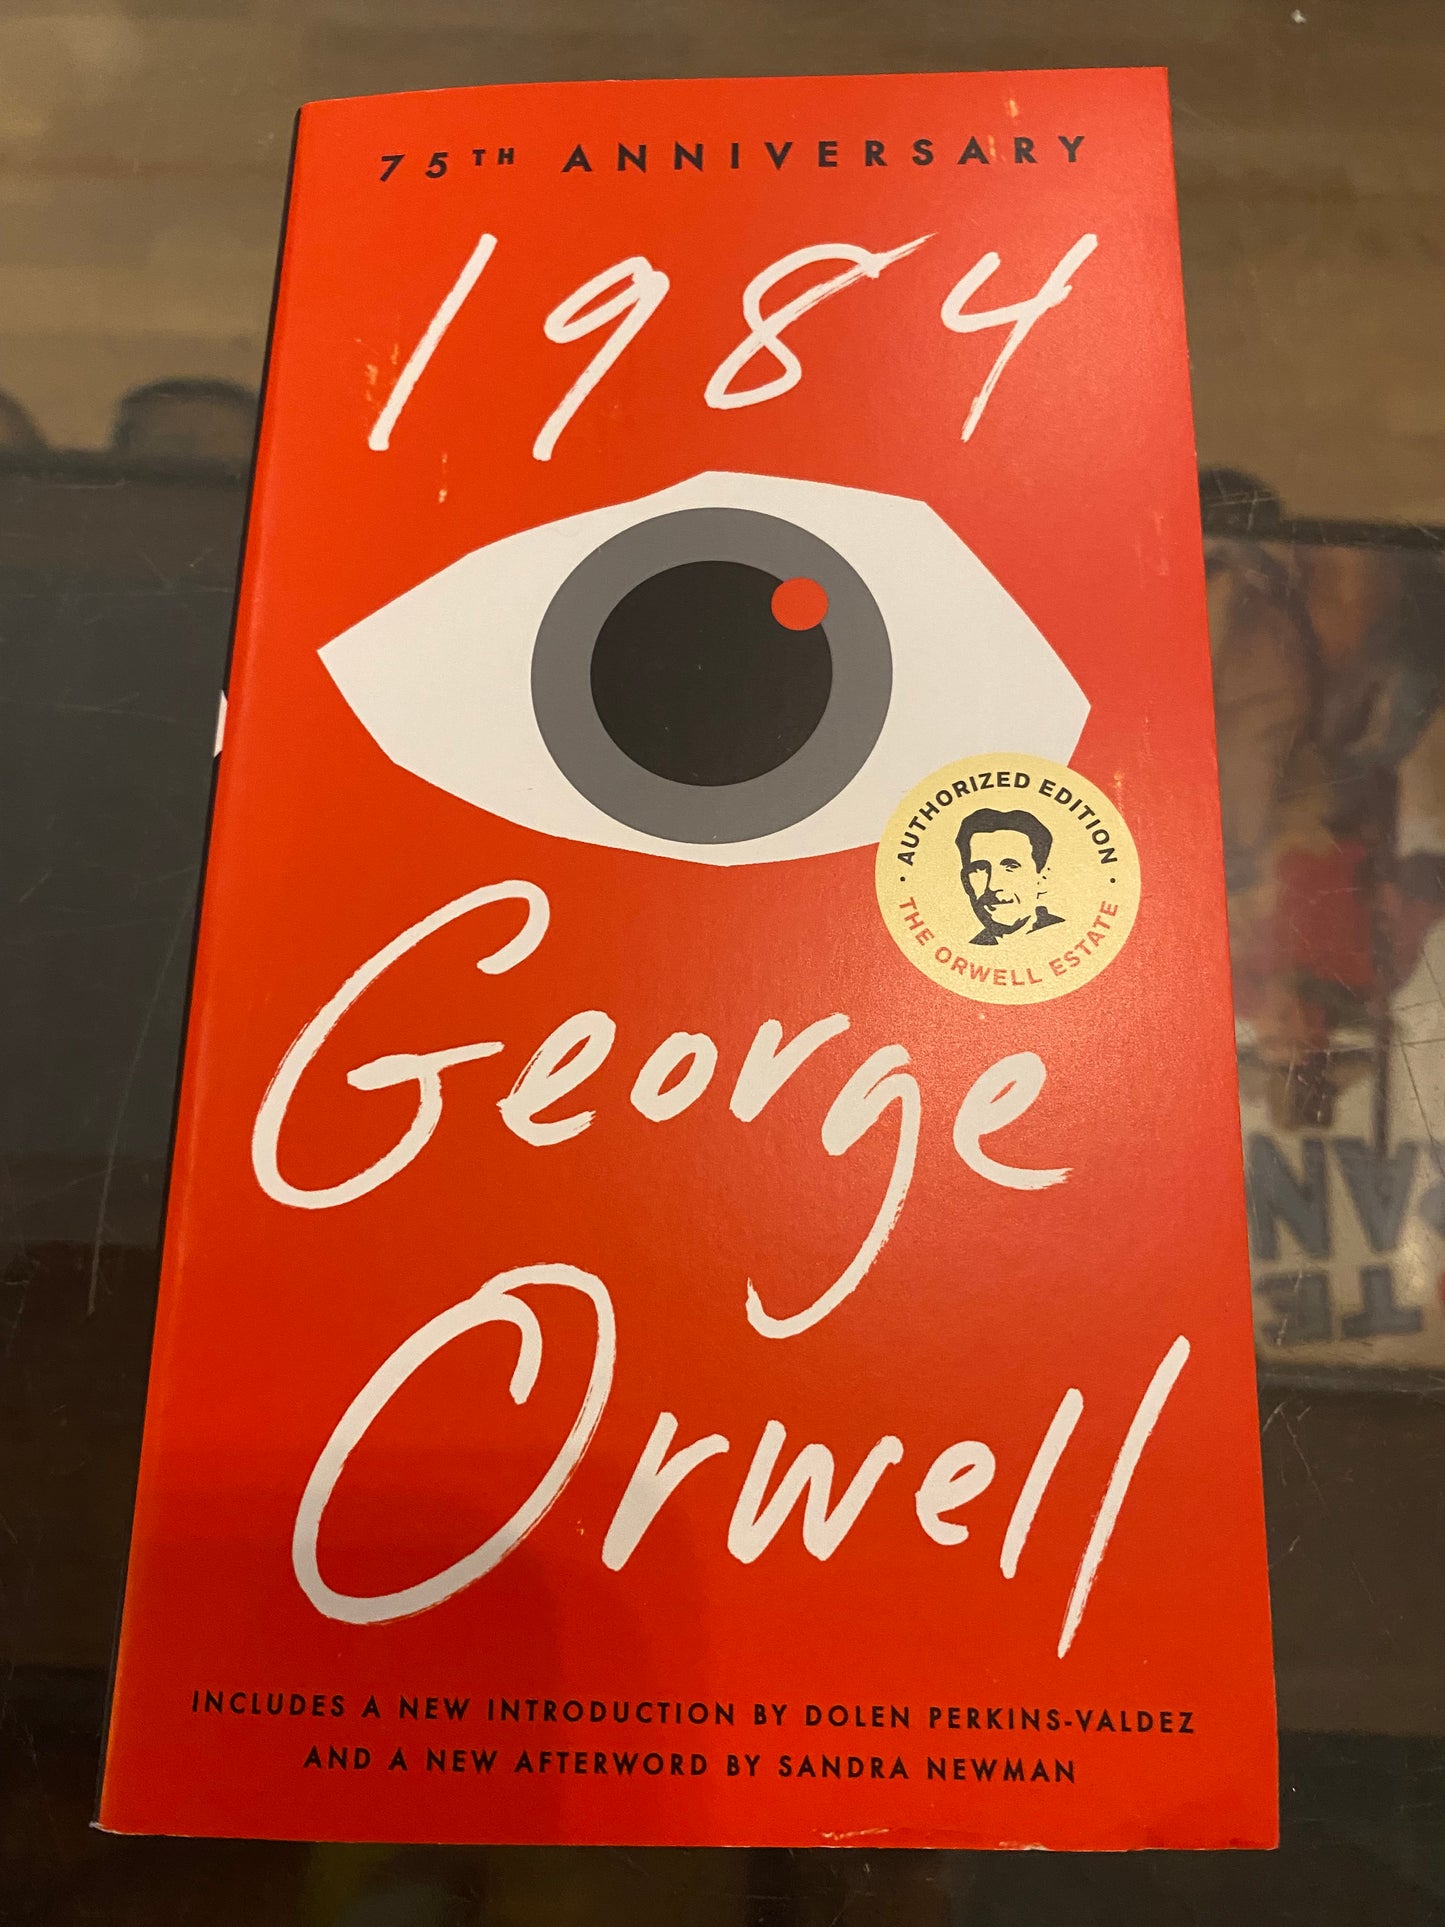 75TH ANNIVERSARY
1984
AUTHORIZED EDITION
THE ORWELL ESTATE
George
Orwell
INCLUDES A NEW INTRODUCTION BY DOLEN PERKINS-VALDEZ
AND A NEW AFTERWORD BY SANDRA NEWMAN